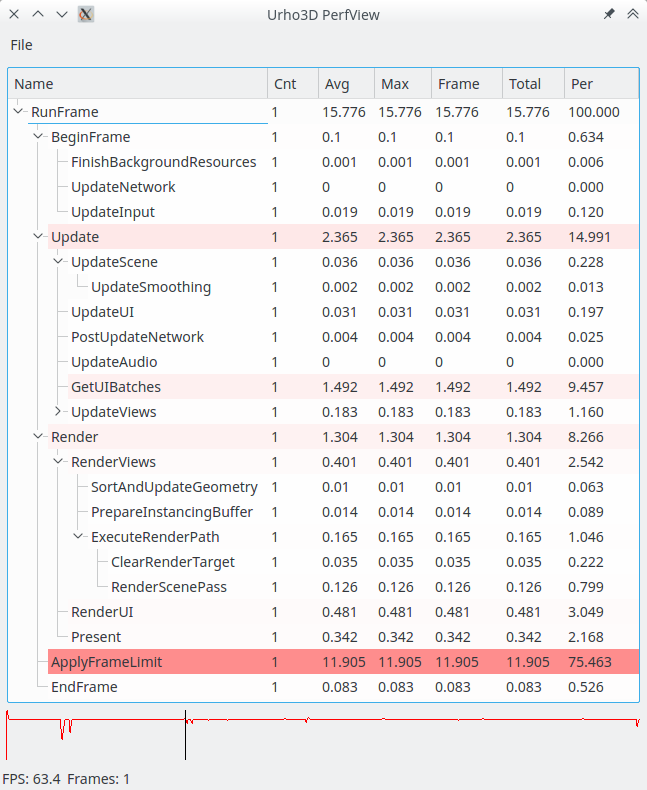 Urho3D PerfView
File
Name Cnt Avg Max Frame Total Per
RunFrame 1 15.776 15.776 15.776 15.776 100.000
BeginFrame 1 0.1 0.1 0.1 0.1 0.634
FinishBackgroundResources 1 0.001 0.001 0.001 0.001 0.006
UpdateNetwork 1 0 0 0 0 0.000
UpdateInput 1 0.019 0.019 0.019 0.019 0.120
Update 1 2.365 2.365 2.365 2.365 14.991
UpdateScene 1 0.036 0.036 0.036 0.036 0.228
UpdateSmoothing 1 0.002 0.002 0.002 0.002 0.013
UpdateUI 1 0.031 0.031 0.031 0.031 0.197
PostUpdateNetwork 1 0.004 0.004 0.004 0.004 0.025
UpdateAudio 1 0 0 0 0 0.000
GetUIBatches 1 1.492 1.492 1.492 1.492 9.457
UpdateViews 1 0.183 0.183 0.183 0.183 1.160
Render 1 1.304 1.304 1.304 1.304 8.266
RenderViews 1 0.401 0.401 0.401 0.401 2.542
SortAndUpdateGeometry 1 0.01 0.01 0.01 0.01 0.063
PrepareInstancingBuffer 1 0.014 0.014 0.014 0.014 0.089
ExecuteRenderPath 1 0.165 0.165 0.165 0.165 1.046
ClearRenderTarget 1 0.035 0.035 0.035 0.035 0.222
RenderScenePass 1 0.126 0.126 0.126 0.126 0.799
RenderUI 1 0.481 0.481 0.481 0.481 3.049
Present 1 0.342 0.342 0.342 0.342 2.168
ApplyFrameLimit 1 11.905 11.905 11.905 11.905 75.463
EndFrame 1 0.083 0.083 0.083 0.083 0.526
FPS: 63.4 Frames: 1